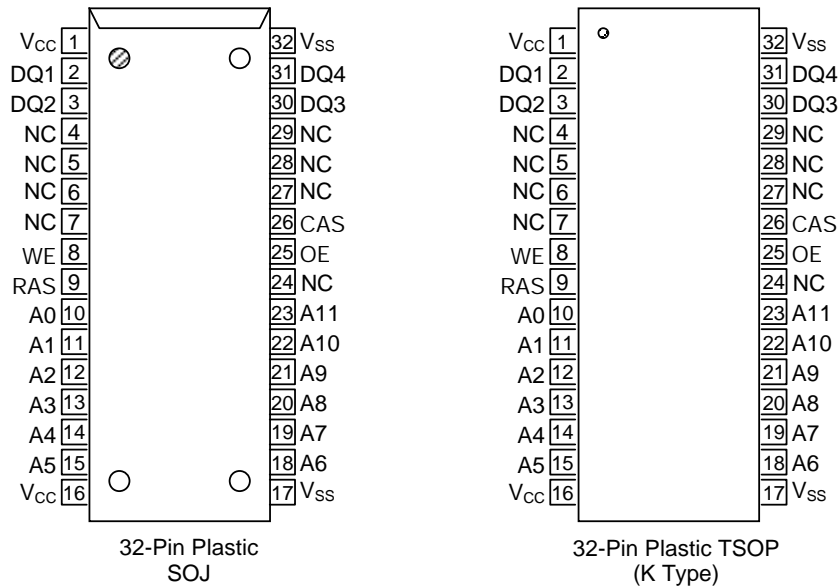 VCC 1 32 VSS
DQ1 2 31 DQ4
DQ2 3 30 DQ3
NC 4 29 NC
NC 5 28 NC
NC 6 27 NC
NC 7 26 CAS
WE 8 25 OE
RAS 9 24 NC
A0 10 23 A11
A1 11 22 A10
A2 12 21 A9
A3 13 20 A8
A4 14 19 A7
A5 15 18 A6
VCC 16 17 VSS
32-Pin Plastic
SOJ
VCC 1 32 VSS
DQ1 2 31 DQ4
DQ2 3 30 DQ3
NC 4 29 NC
NC 5 28 NC
NC 6 27 NC
NC 7 26 CAS
WE 8 25 OE
RAS 9 24 NC
A0 10 23 A11
A1 11 22 A10
A2 12 21 A9
A3 13 20 A8
A4 14 19 A7
A5 15 18 A6
VCC 16 17 VSS
32-Pin Plastic TSOP
(K Type)